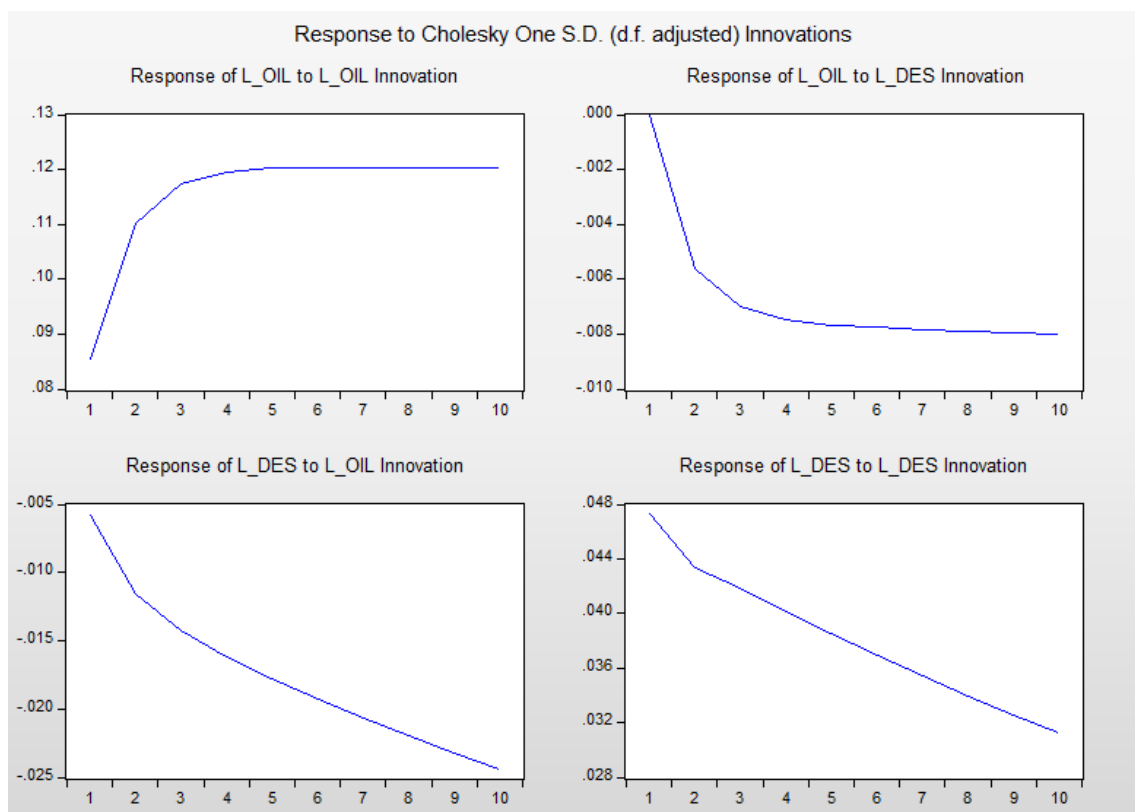 Response to Cholesky One S.D. (d.f. adjusted) Innovations
Response of L_OIL to L_OIL Innovation
.13
.12
.11
.10
.09
.08
1 2 3 4 5 6 7 8 9 10
Response of L_OIL to L_DES Innovation
.000
-.002
-.004
-.006
-.008
-.010
1 2 3 4 5 6 7 8 9 10
Response of L_DES to L_OIL Innovation
-.005
-.010
-.015
-.020
-.025
1 2 3 4 5 6 7 8 9 10
Response of L_DES to L_DES Innovation
.048
.044
.040
.036
.032
.028
1 2 3 4 5 6 7 8 9 10